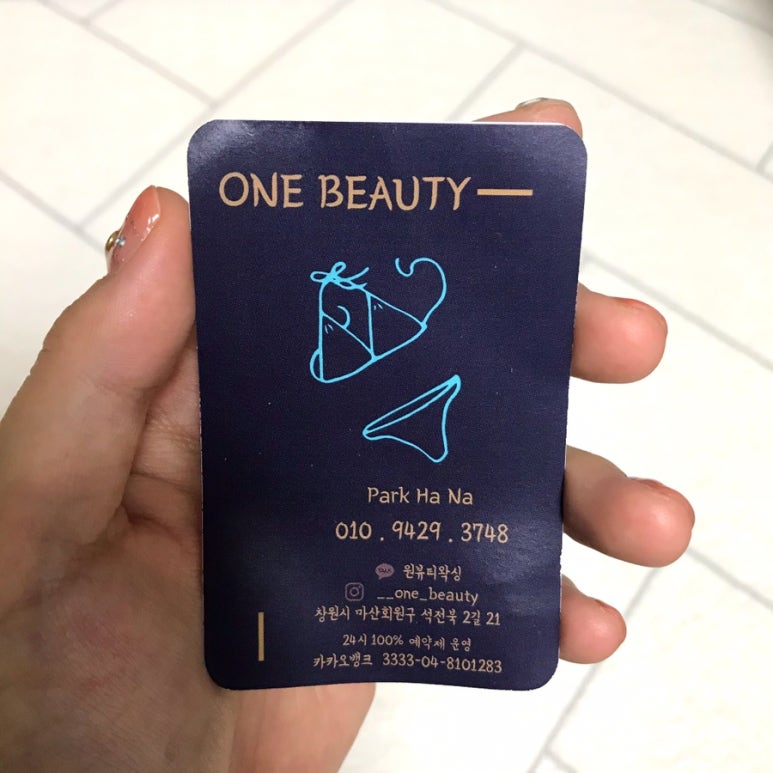 ONE BEAUTY
Park Ha Na
010 . 9429 . 3748
원뷰티왁싱
__one_beauty
창원시 마산회원구 석전북 2길 21
24시 100% 예약제 운영
카카오뱅크 3333-04-8101283